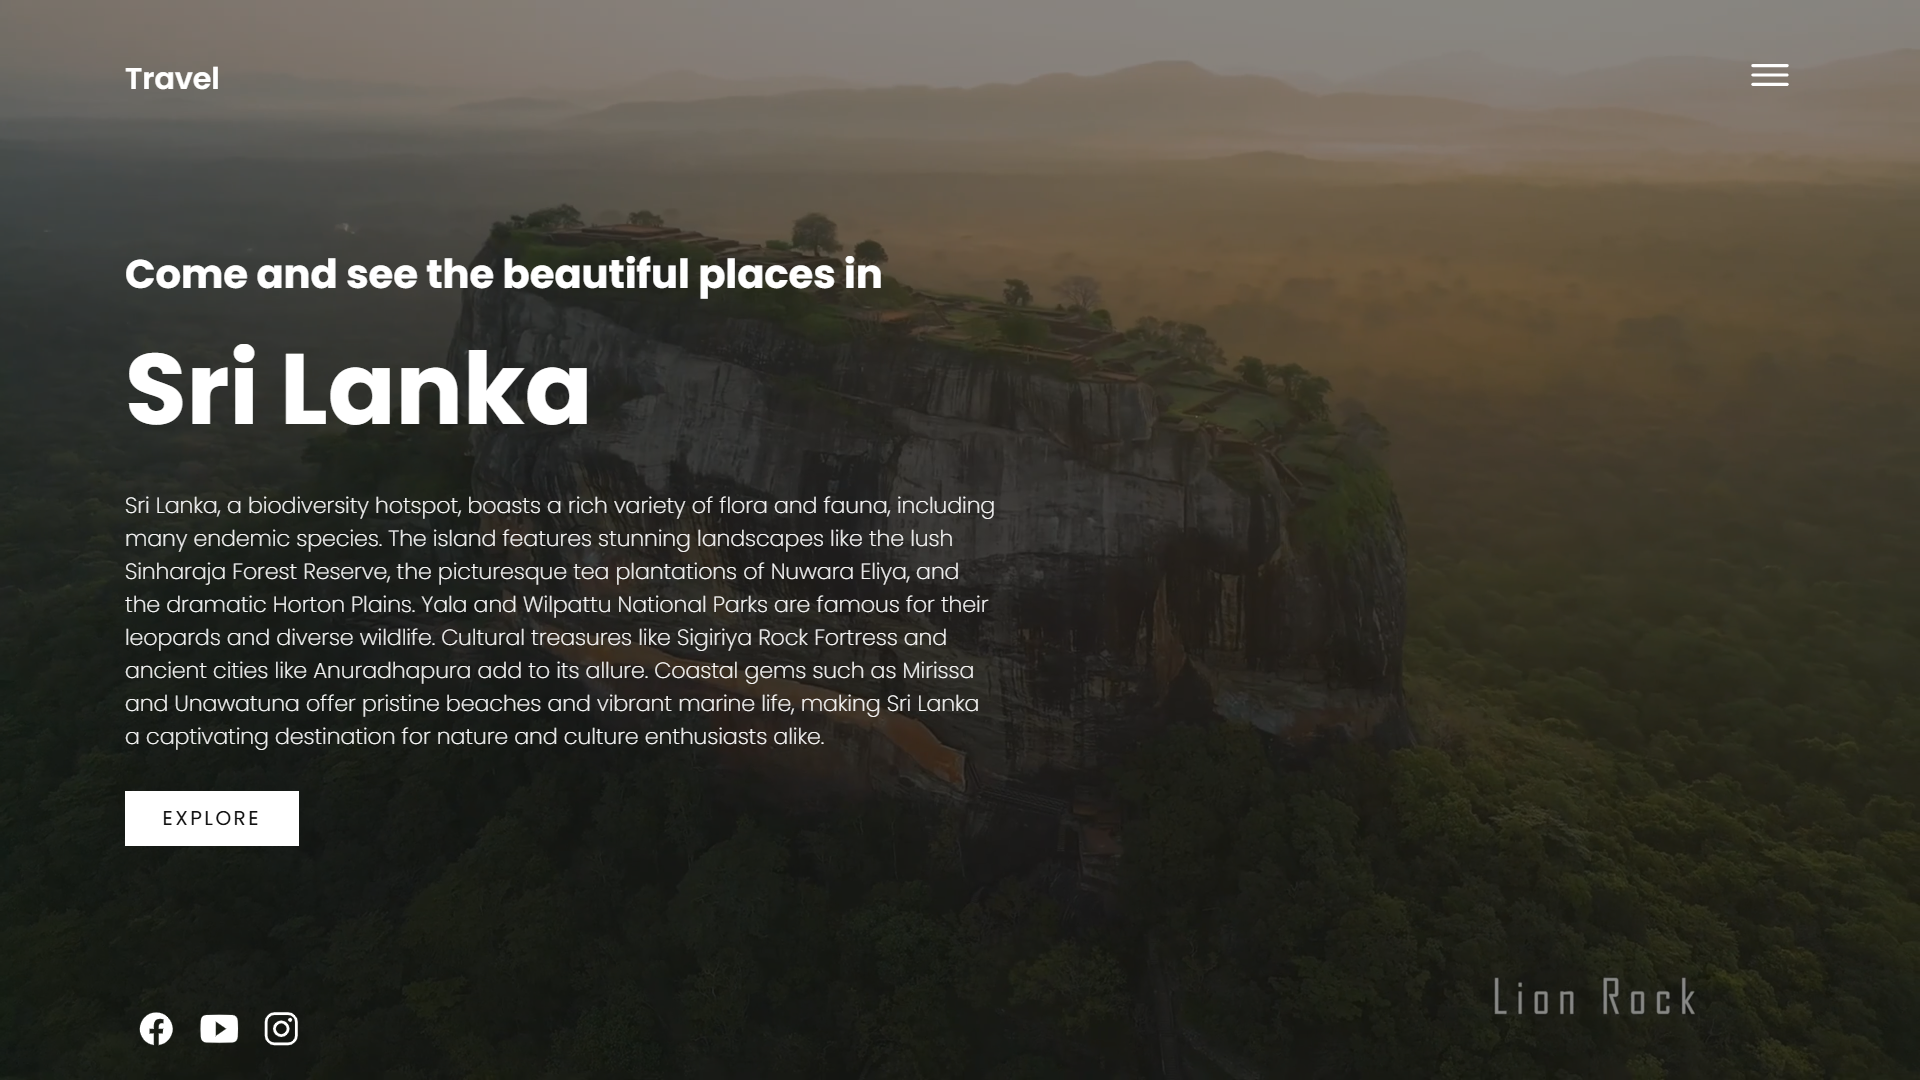 Travel
Come and see the beautiful places in
Sri Lanka
Sri Lanka, a biodiversity hotspot, boasts a rich variety of flora and fauna, including
many endemic species. The island features stunning landscapes like the lush
Sinharaja Forest Reserve, the picturesque tea plantations of Nuwara Eliya, and
the dramatic Horton Plains. Yala and Wilpattu National Parks are famous for their
leopards and diverse wildlife. Cultural treasures like Sigiriya Rock Fortress and
ancient cities like Anuradhapura add to its allure. Coastal gems such as Mirissa
and Unawatuna offer pristine beaches and vibrant marine life, making Sri Lanka
a captivating destination for nature and culture enthusiasts alike.
EXPLORE
Lion Rock